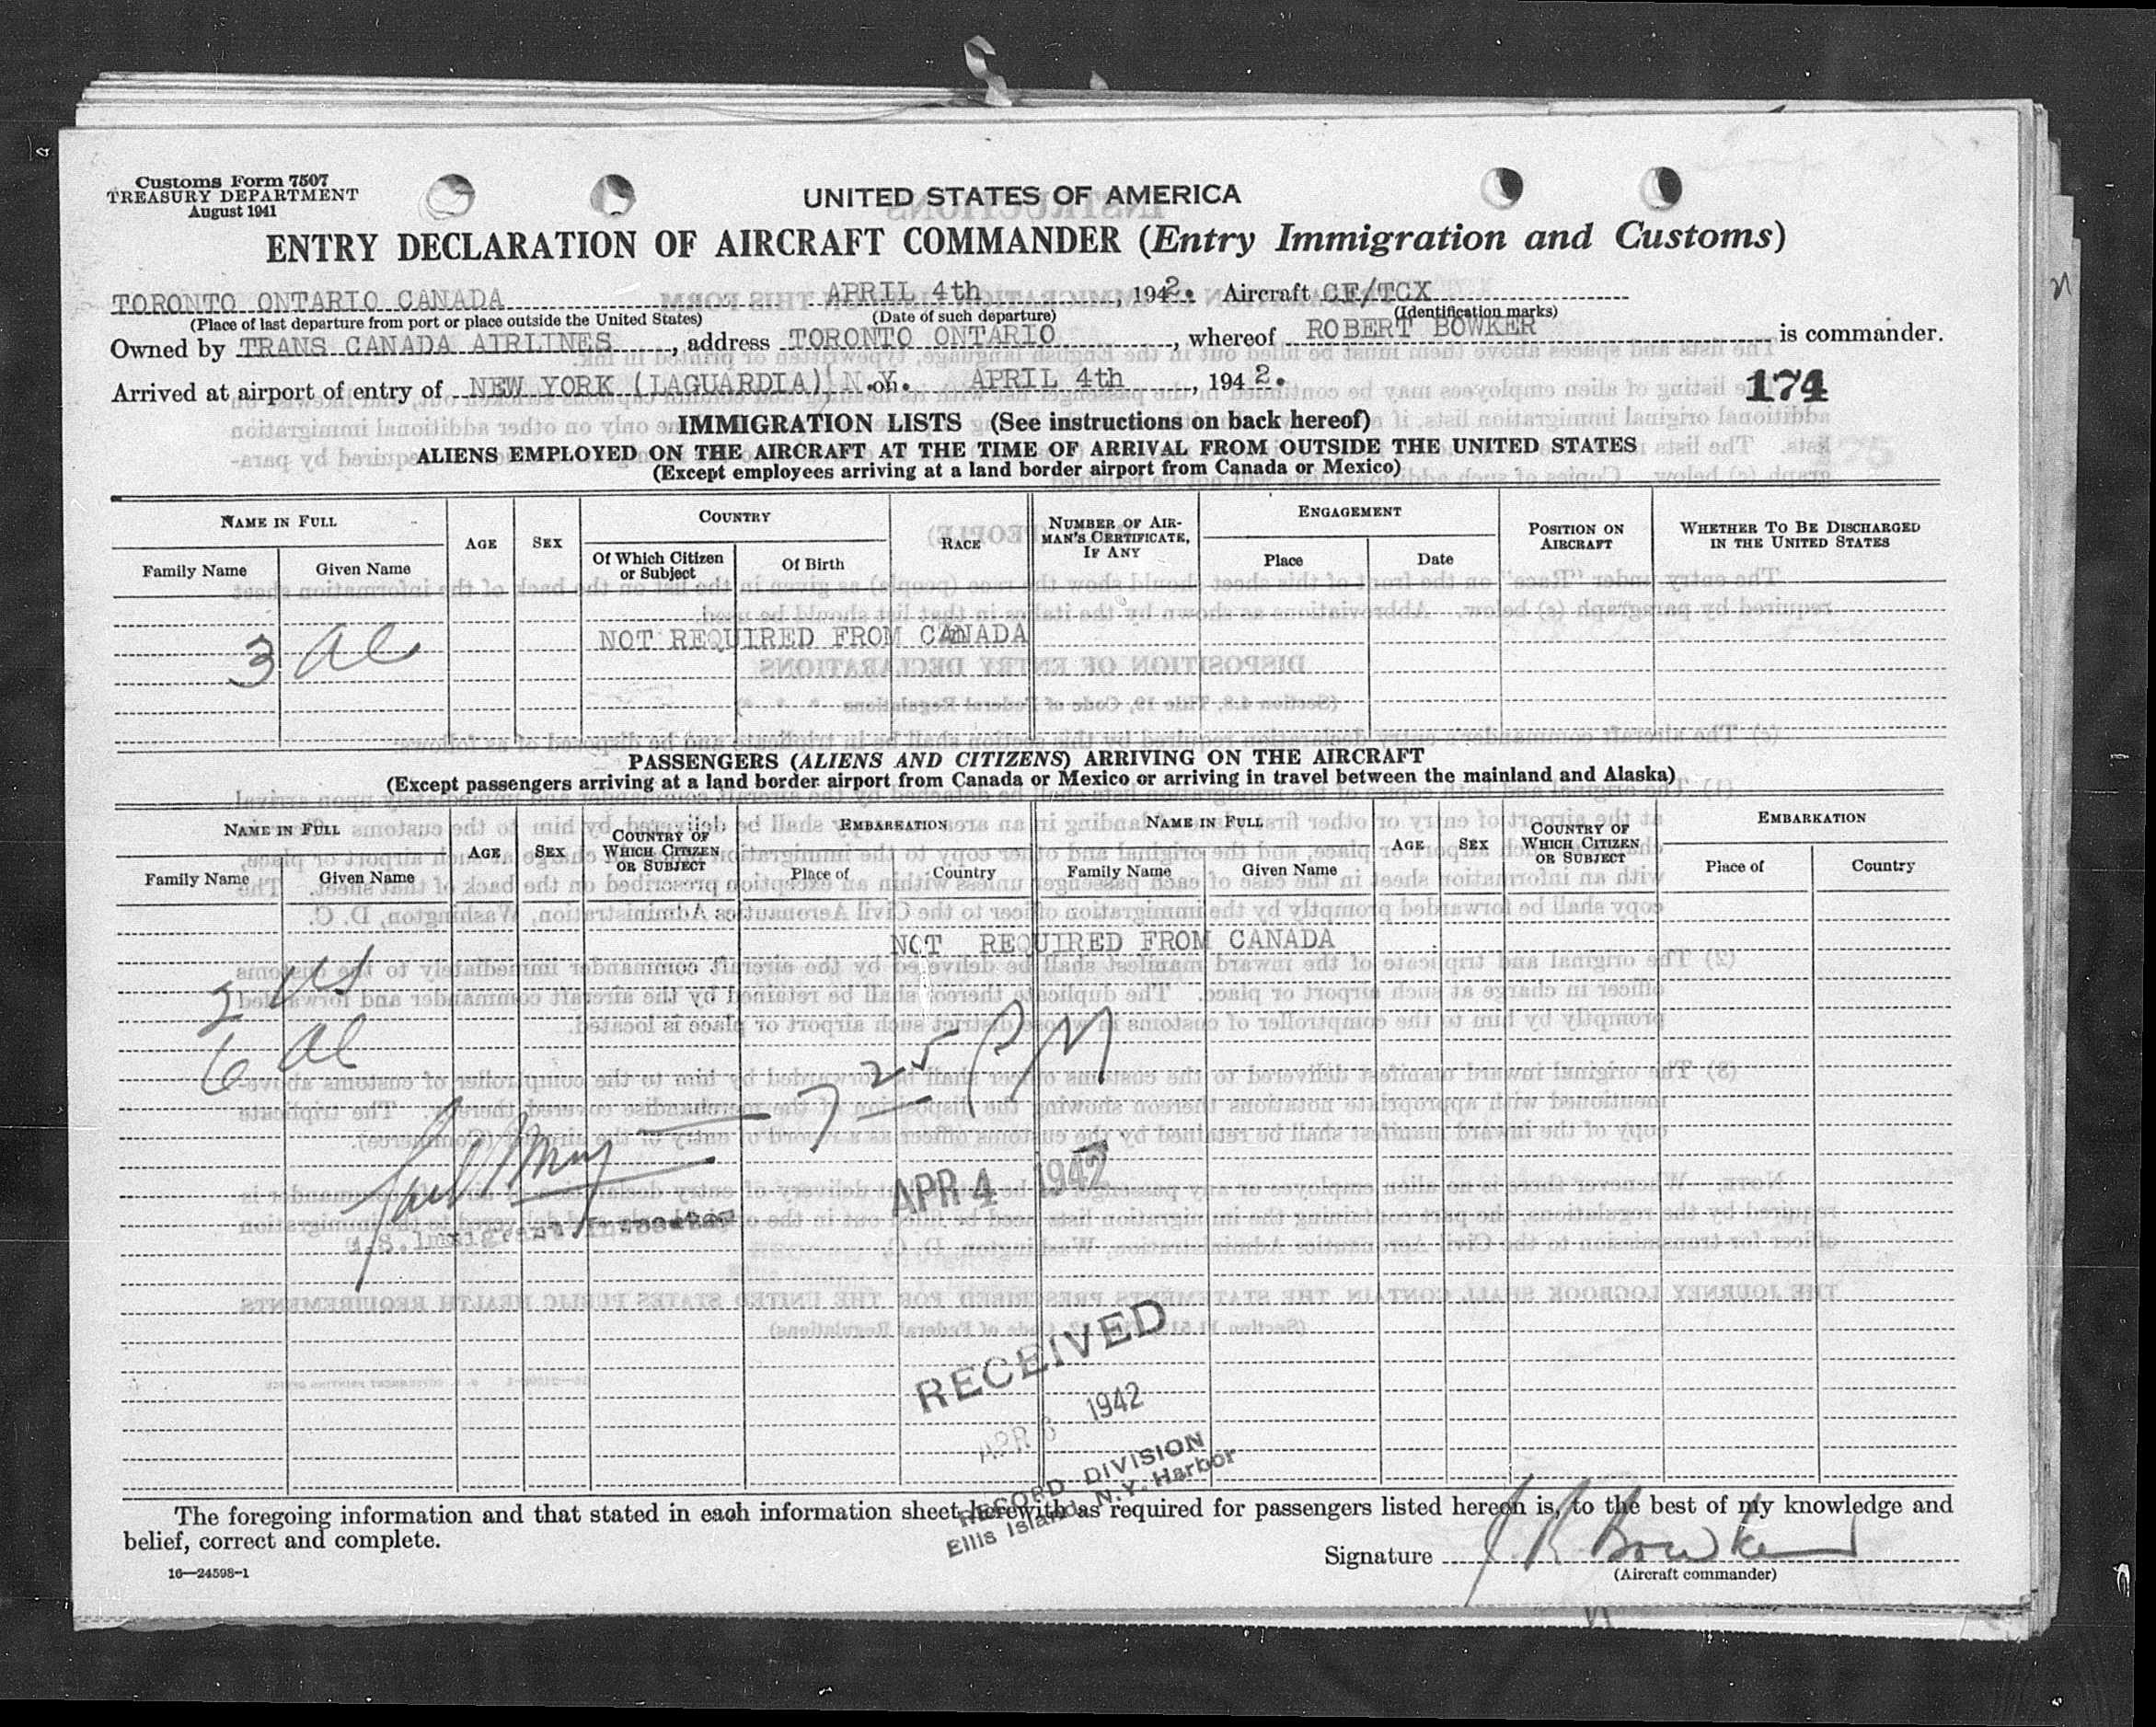 Customs Form 7507
TREASURY DEPARTMENT
August 1941
UNITED STATES OF AMERICA
ENTRY DECLARATION OF AIRCRAFT COMMANDER (Entry Immigration and Customs)
TORONTO ONTARIO CANADA APRIL 4th, 1942. Aircraft CF/TCX
(Place of last departure from port or place outside the United States) (Date of such departure) (Identification marks)
Owned by TRANS CANADA AIRLINES, address TORONTO ONTARIO, whereof ROBERT BOWKER is commander.
Arrived at airport of entry of NEW YORK (LAGUARDIA) N.Y. on APRIL 4th, 1942.
174
IMMIGRATION LISTS (See instructions on back hereof)
ALIENS EMPLOYED ON THE AIRCRAFT AT THE TIME OF ARRIVAL FROM OUTSIDE THE UNITED STATES
(Except employees arriving at a land border airport from Canada or Mexico)
NAME IN FULL AGE SEX COUNTRY RACE NUMBER OF AIRMAN'S CERTIFICATE, IF ANY ENGAGEMENT POSITION ON AIRCRAFT WHETHER TO BE DISCHARGED IN THE UNITED STATES
Family Name Given Name Of Which Citizen or Subject Of Birth Place Date
NOT REQUIRED FROM CANADA
3 al
PASSENGERS (ALIENS AND CITIZENS) ARRIVING ON THE AIRCRAFT
(Except passengers arriving at a land border airport from Canada or Mexico or arriving in travel between the mainland and Alaska)
NAME IN FULL AGE SEX COUNTRY OF WHICH CITIZEN OR SUBJECT EMBARKATION NAME IN FULL AGE SEX COUNTRY OF WHICH CITIZEN OR SUBJECT EMBARKATION
Family Name Given Name Place of Country Family Name Given Name Place of Country
NOT REQUIRED FROM CANADA
2 US
6 al
7 25 PM
APR 4 1942
U.S. Immigrant Inspector
RECEIVED
APR 6 1942
RECORD DIVISION
Ellis Island, N.Y. Harbor
The foregoing information and that stated in each information sheet herewith as required for passengers listed hereon is, to the best of my knowledge and
belief, correct and complete.
Signature J R Bowker
(Aircraft commander)
16—24598-1